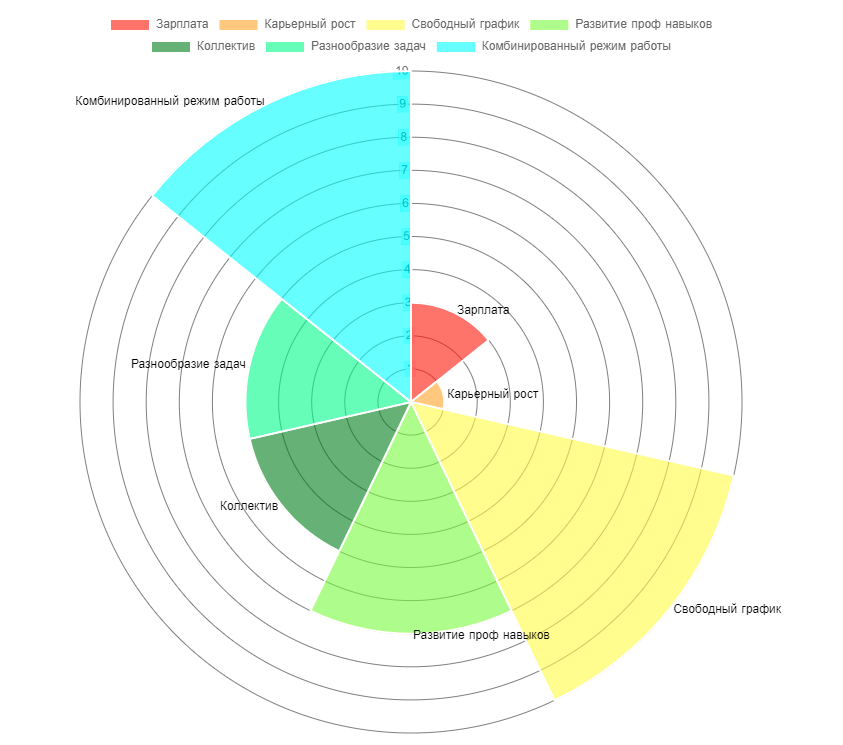 Зарплата Карьерный рост Свободный график Развитие проф навыков
Коллектив Разнообразие задач Комбинированный режим работы
10
Комбинированный режим работы
9
8
7
6
5
4
3
Зарплата
2
Разнообразие задач
Карьерный рост
Коллектив
Свободный график
Развитие проф навыков